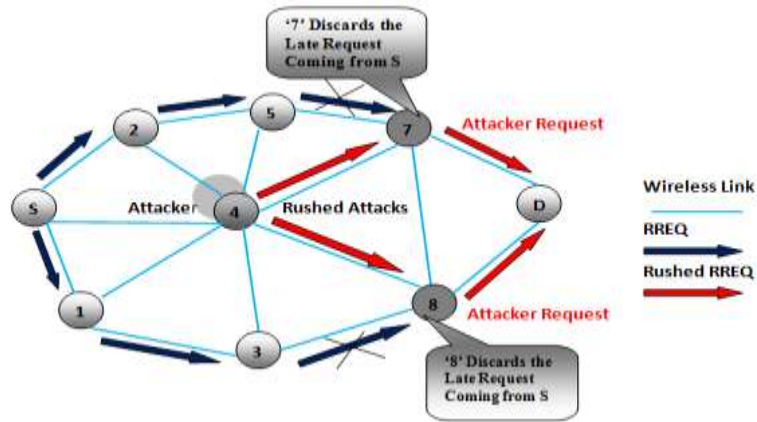 ‘7’ Discards the
Late Request
Coming from S
5
2
7
Attacker Request
Wireless Link
S
Attacker
4
Rushed Attacks
D
RREQ
Rushed RREQ
1
8
Attacker Request
3
‘8’ Discards the
Late Request
Coming from S